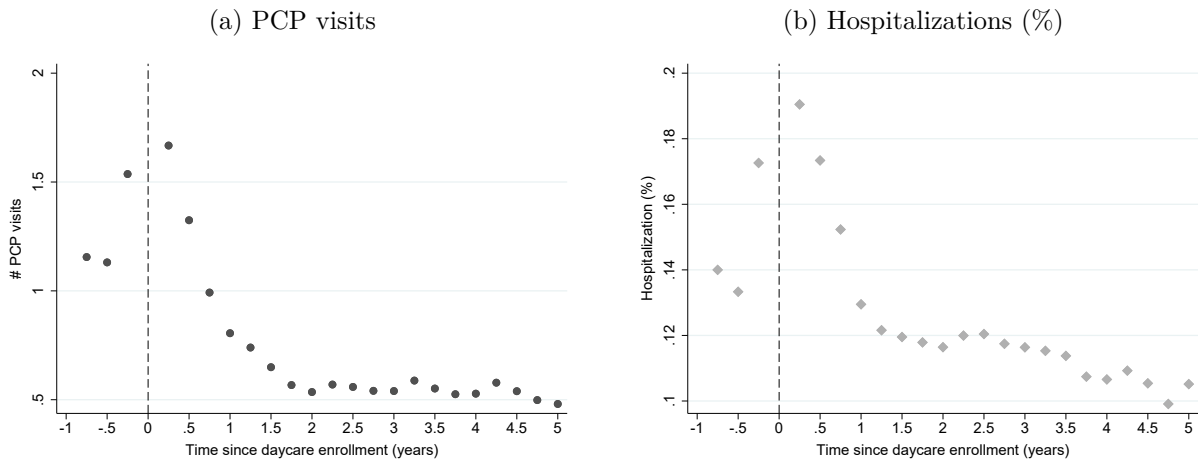 (a) PCP visits
2
1.5
1
.5
# PCP visits
-1 -.5 0 .5 1 1.5 2 2.5 3 3.5 4 4.5 5
Time since daycare enrollment (years)
(b) Hospitalizations (%)
.2
.18
.16
.14
.12
.1
Hospitalization (%)
-1 -.5 0 .5 1 1.5 2 2.5 3 3.5 4 4.5 5
Time since daycare enrollment (years)